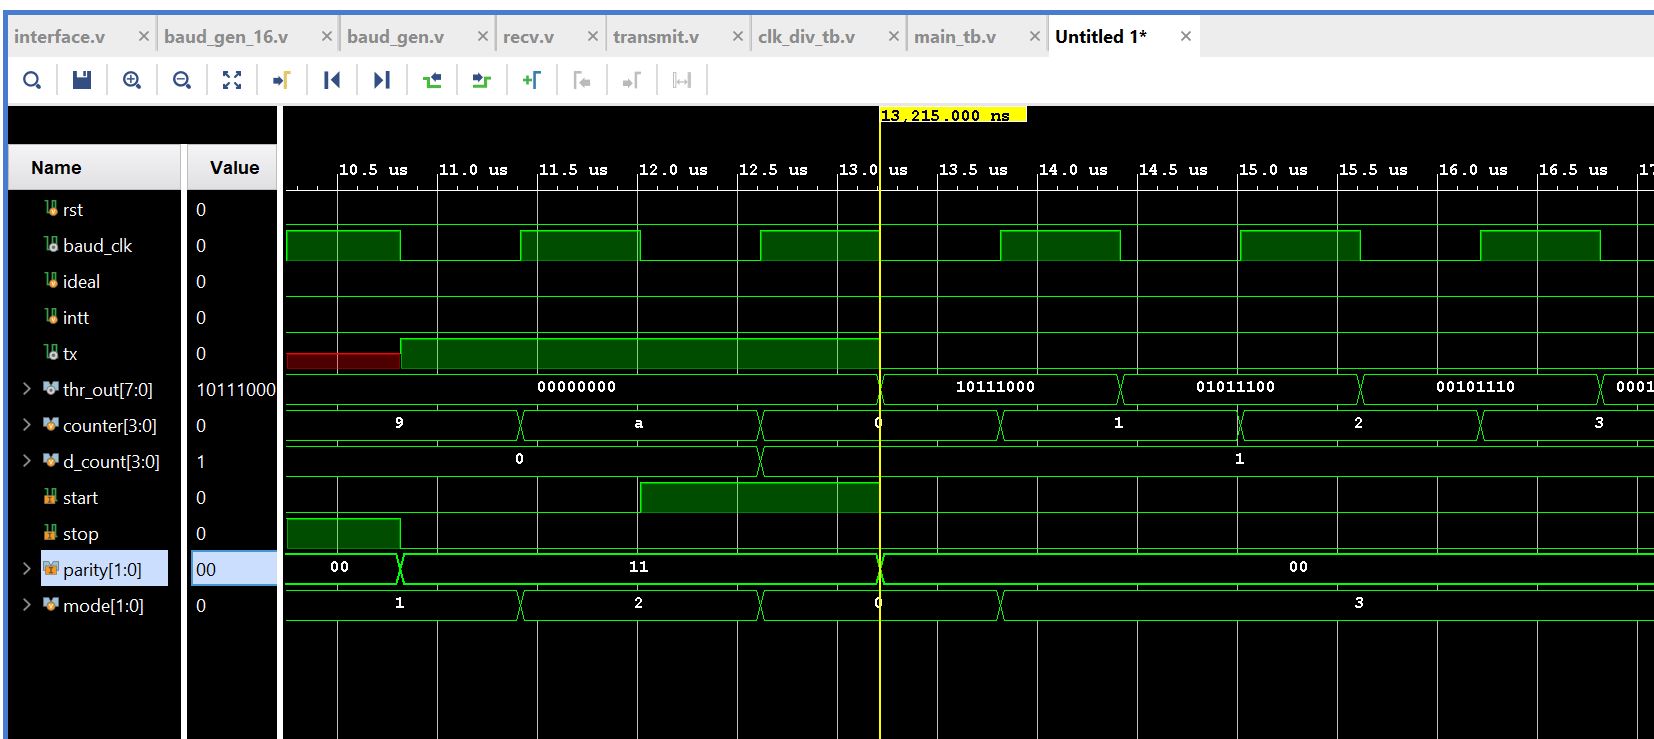 interface.v × baud_gen_16.v × baud_gen.v × recv.v × transmit.v × clk_div_tb.v × main_tb.v × Untitled 1* ×
13,215.000 ns
Name Value
10.5 us 11.0 us 11.5 us 12.0 us 12.5 us 13.0 us 13.5 us 14.0 us 14.5 us 15.0 us 15.5 us 16.0 us 16.5 us 17
rst 0
baud_clk 0
ideal 0
intt 0
tx 0
thr_out[7:0] 10111000 00000000 10111000 01011100 00101110 0001
counter[3:0] 0 9 a 0 1 2 3
d_count[3:0] 1 0 1
start 0
stop 0
parity[1:0] 00 00 11 00
mode[1:0] 0 1 2 0 3